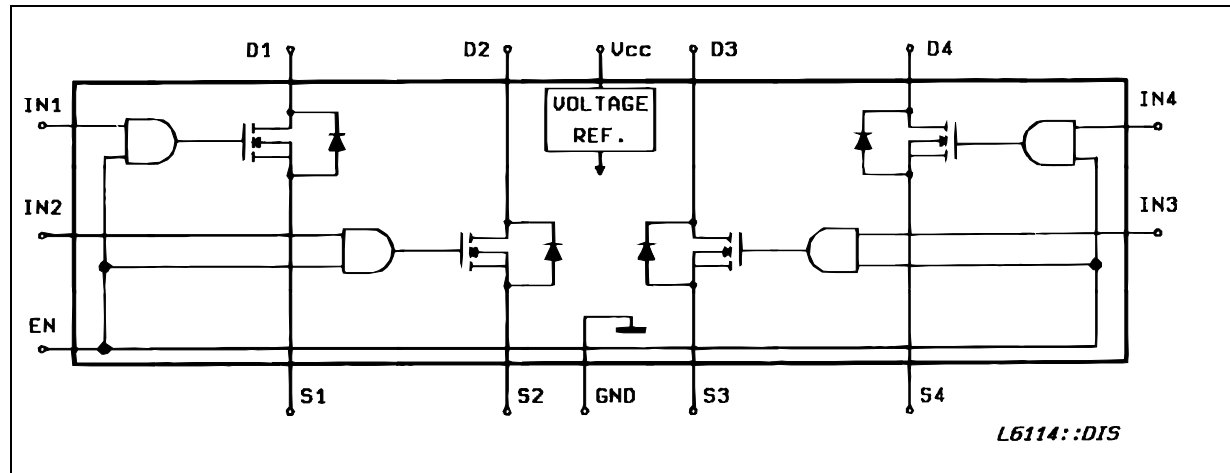 D1 D2 Vcc D3 D4
IN1 VOLTAGE IN4
REF.
IN2 IN3
EN
S1 S2 GND S3 S4
L6114::DIS